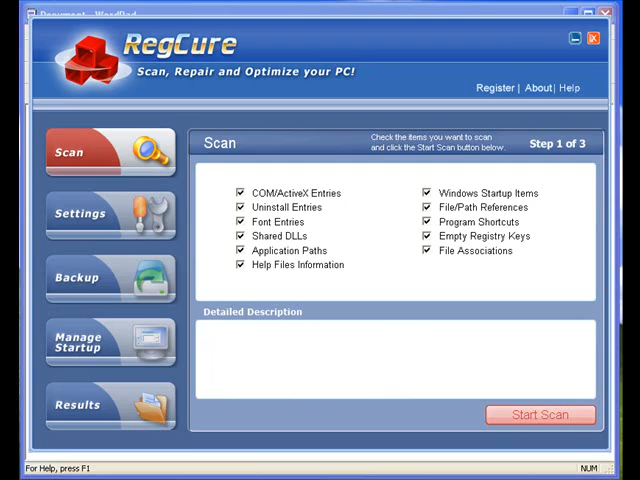 Document - WordPad
RegCure
Scan, Repair and Optimize your PC!
Register | About | Help
Scan
Settings
Backup
Manage
Startup
Results
Scan
Check the items you want to scan
and click the Start Scan button below.
Step 1 of 3
COM/ActiveX Entries
Uninstall Entries
Font Entries
Shared DLLs
Application Paths
Help Files Information
Windows Startup Items
File/Path References
Program Shortcuts
Empty Registry Keys
File Associations
Detailed Description
Start Scan
For Help, press F1
NUM